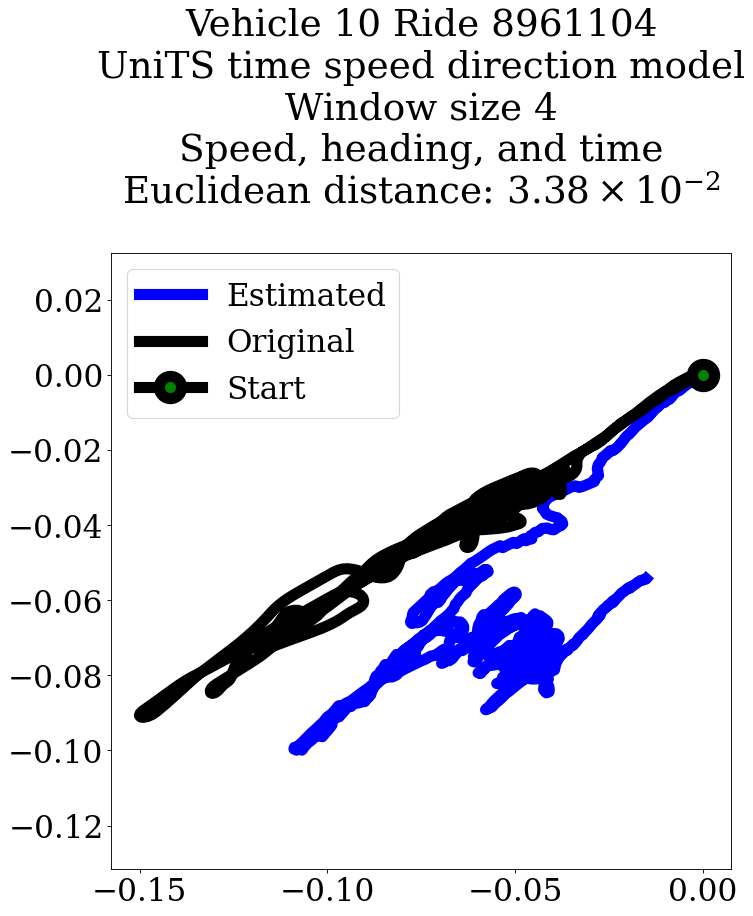 Vehicle 10 Ride 8961104
UniTS time speed direction model
Window size 4
Speed, heading, and time
Euclidean distance: 3.38 × 10⁻²
Estimated
Original
Start
0.02
0.00
−0.02
−0.04
−0.06
−0.08
−0.10
−0.12
−0.15 −0.10 −0.05 0.00